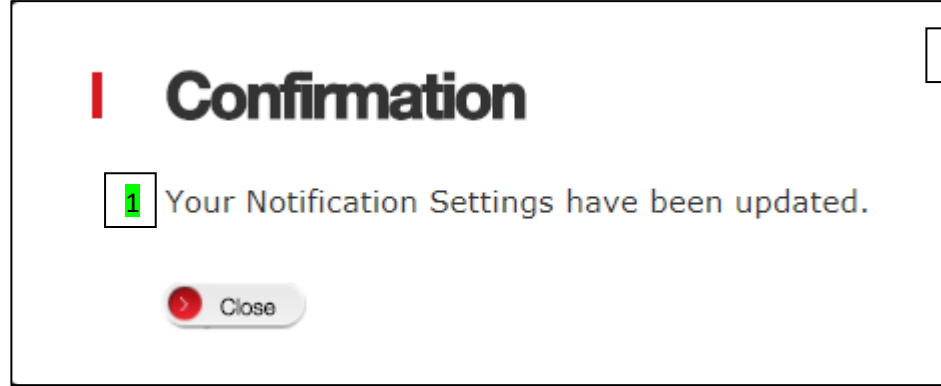 Confirmation
1 Your Notification Settings have been updated.
Close